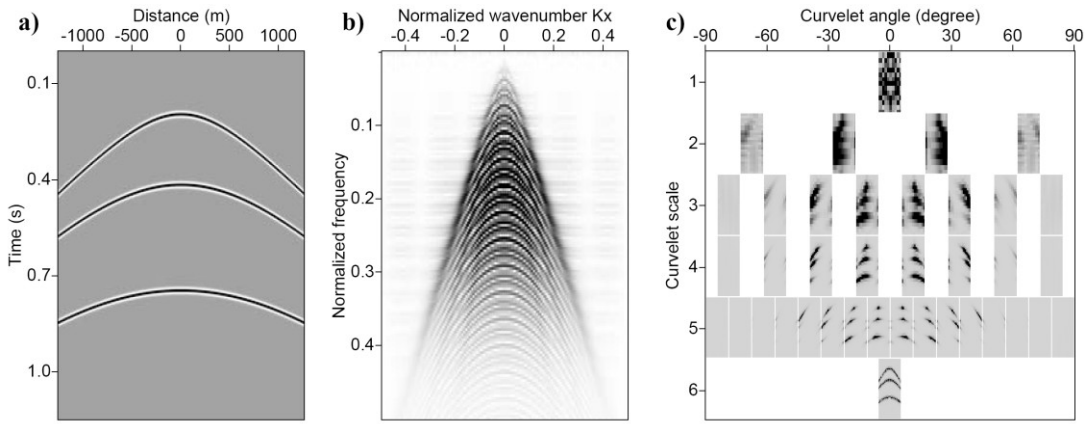 a)
Distance (m)
-1000 -500 0 500 1000
Time (s)
0.1
0.4
0.7
1.0
b)
Normalized wavenumber Kx
-0.4 -0.2 0 0.2 0.4
Normalized frequency
0.1
0.2
0.3
0.4
c)
Curvelet angle (degree)
-90 -60 -30 0 30 60 90
Curvelet scale
1
2
3
4
5
6